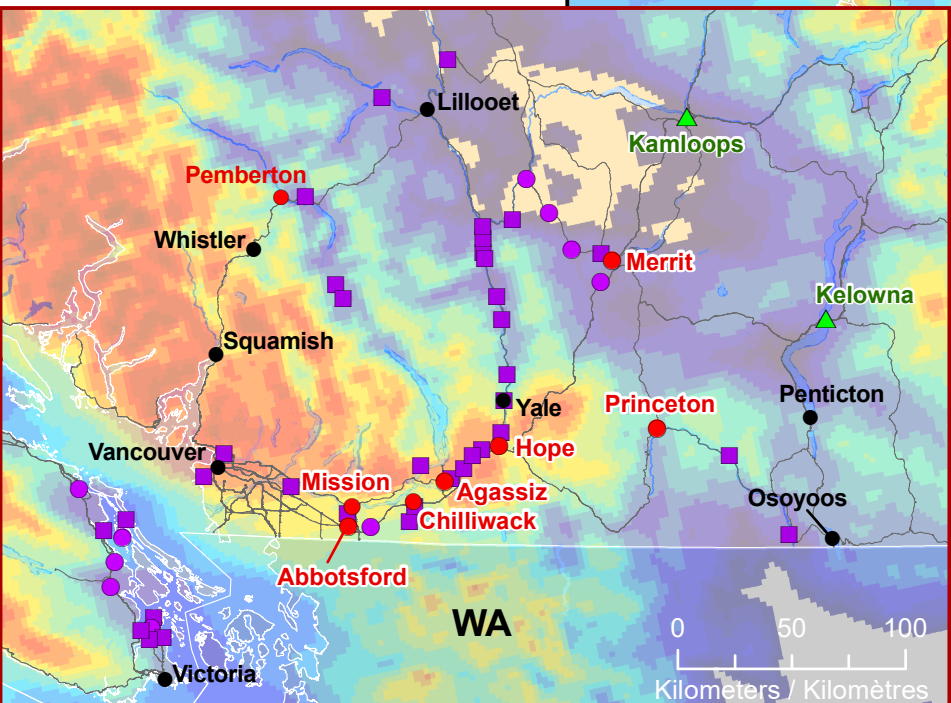 Lillooet
Kamloops
Pemberton
Whistler
Merrit
Kelowna
Squamish
Penticton
Princeton
Yale
Hope
Vancouver
Mission
Agassiz
Osoyoos
Chilliwack
Abbotsford
WA
0 50 100
Kilometers / Kilomètres
Victoria